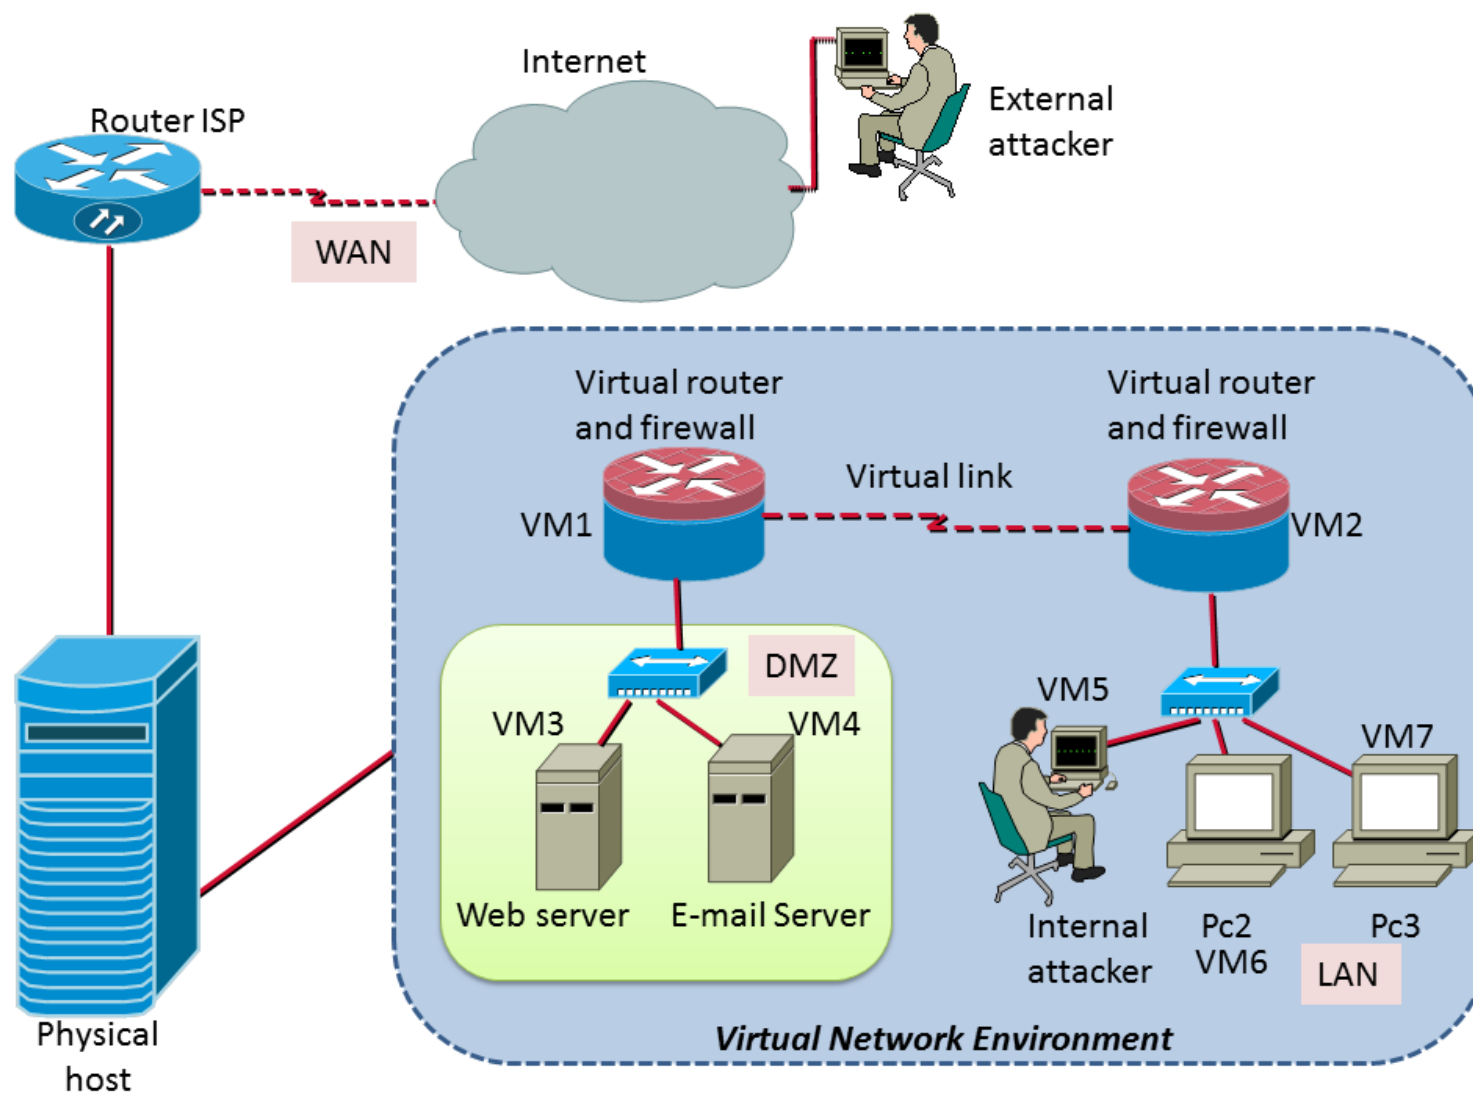 Internet
External
attacker
Router ISP
WAN
Virtual router
and firewall
Virtual router
and firewall
Virtual link
VM1
VM2
DMZ
VM3
VM4
VM5
VM7
Web server
E-mail Server
Internal
attacker
Pc2
VM6
Pc3
LAN
Virtual Network Environment
Physical
host